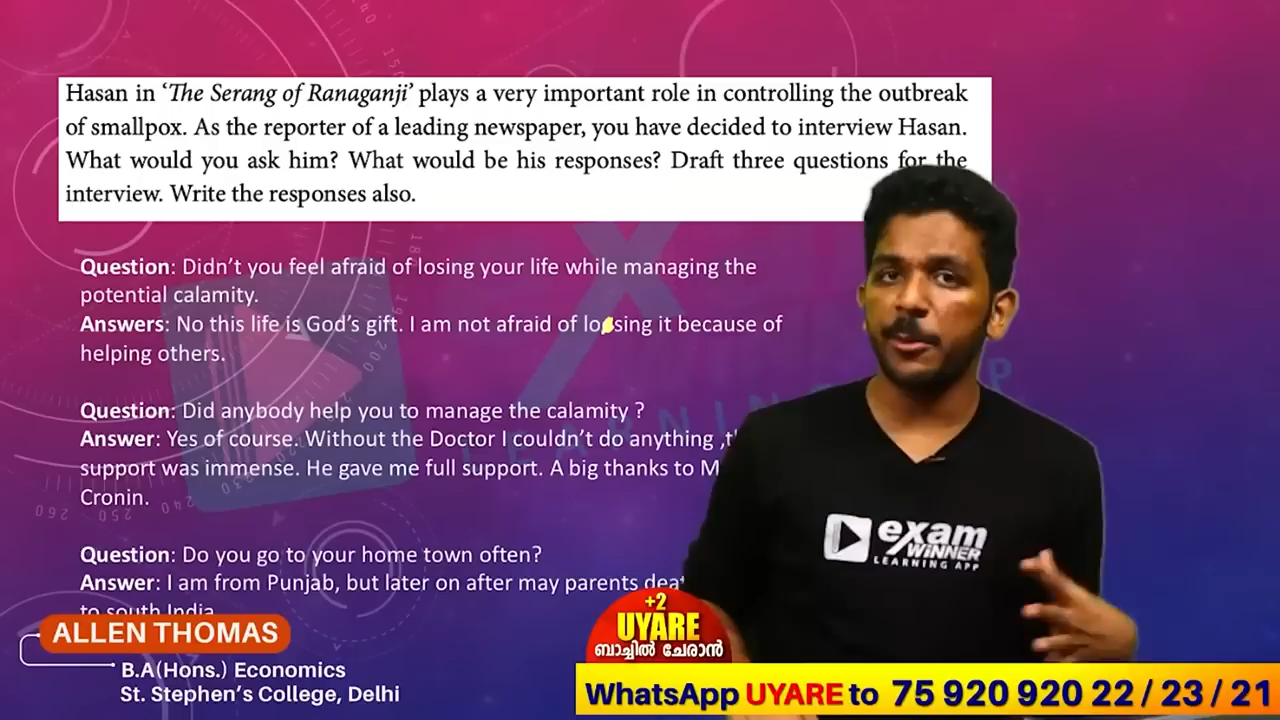 Hasan in ‘The Serang of Ranaganji’ plays a very important role in controlling the outbreak
of smallpox. As the reporter of a leading newspaper, you have decided to interview Hasan.
What would you ask him? What would be his responses? Draft three questions for the
interview. Write the responses also.
Question: Didn’t you feel afraid of losing your life while managing the
potential calamity.
Answers: No this life is God’s gift. I am not afraid of loosing it because of
helping others.
Question: Did anybody help you to manage the calamity ?
Answer: Yes of course. Without the Doctor I couldn’t do anything ,
support was immense. He gave me full support. A big thanks to
Cronin.
Question: Do you go to your home town often?
Answer: I am from Punjab, but later on after may parents
to south India
ALLEN THOMAS
B.A(Hons.) Economics
St. Stephen’s College, Delhi
exam
WINNER
LEARNING APP
+2
UYARE
ബാച്ചിൽ ചേരാൻ
WhatsApp UYARE to 75 920 920 22 / 23 / 21